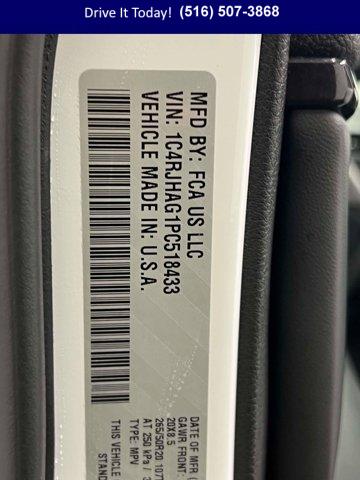 Drive It Today! (516) 507-3868
MFD BY: FCA US LLC
VIN: 1C4RJHAG1PC518433
VEHICLE MADE IN: U.S.A.
DATE OF MFR
GAWR FRONT:
20X8.5
265/50R20 107T
AT 250 kPa /
TYPE: MPV
THIS VEHICLE
STAND